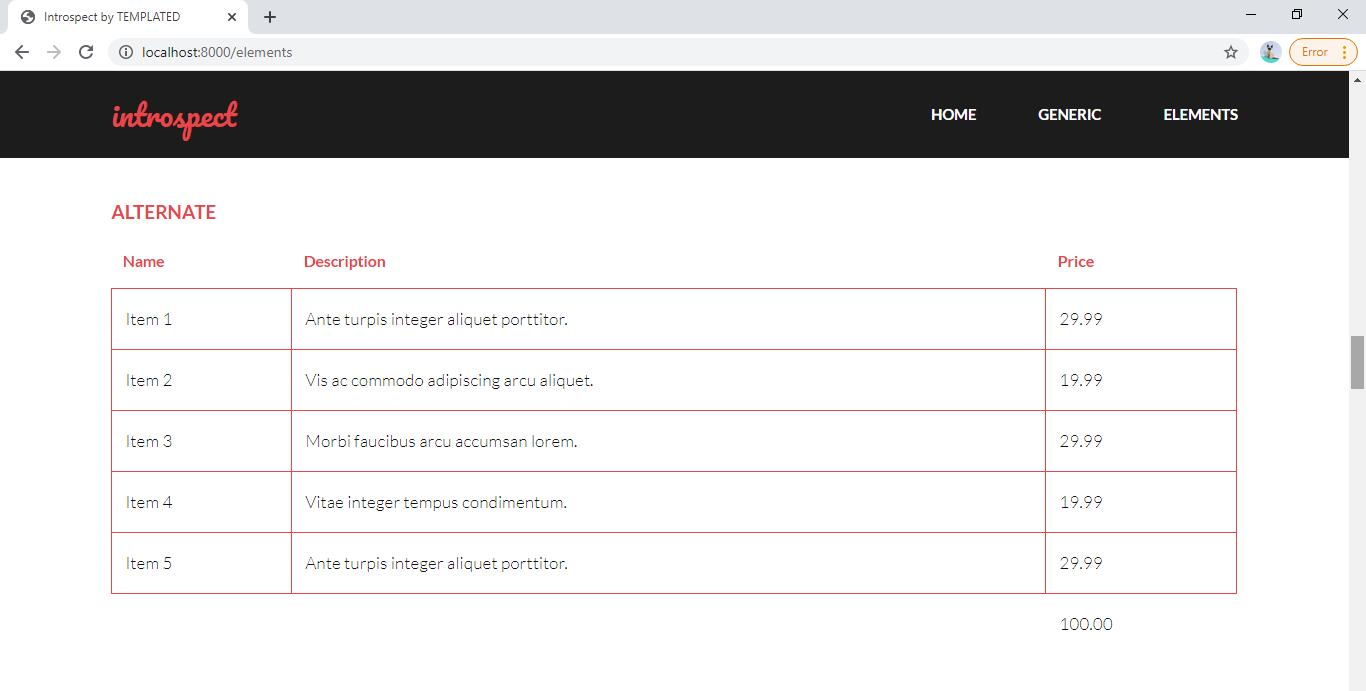 Introspect by TEMPLATED
localhost:8000/elements
Error
introspect
HOME GENERIC ELEMENTS
ALTERNATE
Name Description Price
Item 1 Ante turpis integer aliquet porttitor. 29.99
Item 2 Vis ac commodo adipiscing arcu aliquet. 19.99
Item 3 Morbi faucibus arcu accumsan lorem. 29.99
Item 4 Vitae integer tempus condimentum. 19.99
Item 5 Ante turpis integer aliquet porttitor. 29.99
100.00